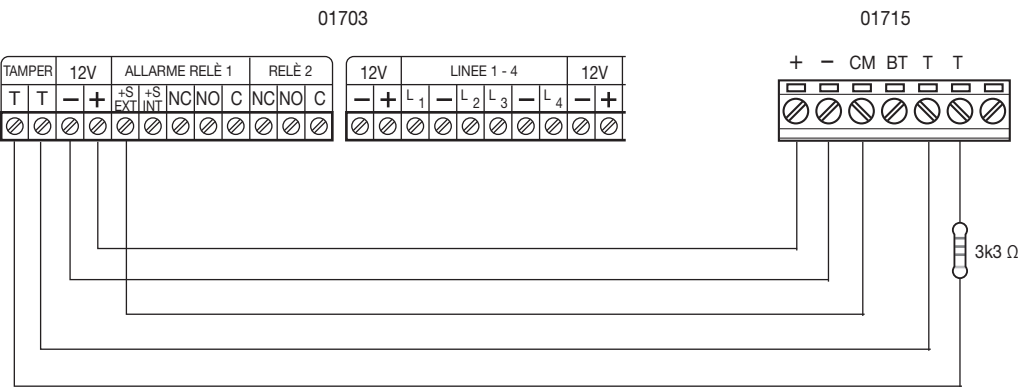 01703
01715
TAMPER 12V ALLARME RELÈ 1 RELÈ 2 12V LINEE 1 - 4 12V
T T − + +S EXT +S INT NC NO C NC NO C − + L 1 − L 2 L 3 − L 4 − +
+ − CM BT T T
3k3 Ω